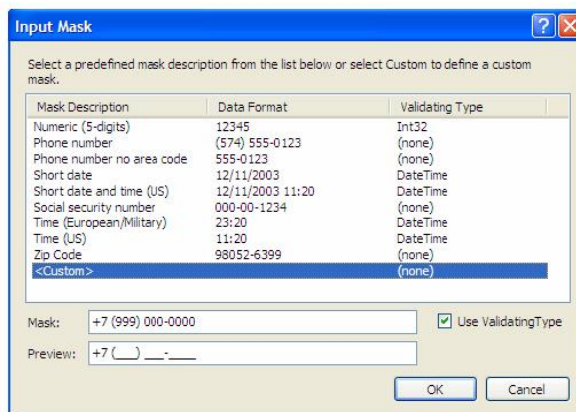 Input Mask
Select a predefined mask description from the list below or select Custom to define a custom
mask.
Mask Description Data Format Validating Type
Numeric (5-digits) 12345 Int32
Phone number (574) 555-0123 (none)
Phone number no area code 555-0123 (none)
Short date 12/11/2003 DateTime
Short date and time (US) 12/11/2003 11:20 DateTime
Social security number 000-00-1234 (none)
Time (European/Military) 23:20 DateTime
Time (US) 11:20 DateTime
Zip Code 98052-6399 (none)
<Custom> (none)
Mask: +7 (999) 000-0000 Use ValidatingType
Preview: +7 (___) ___-____
OK Cancel